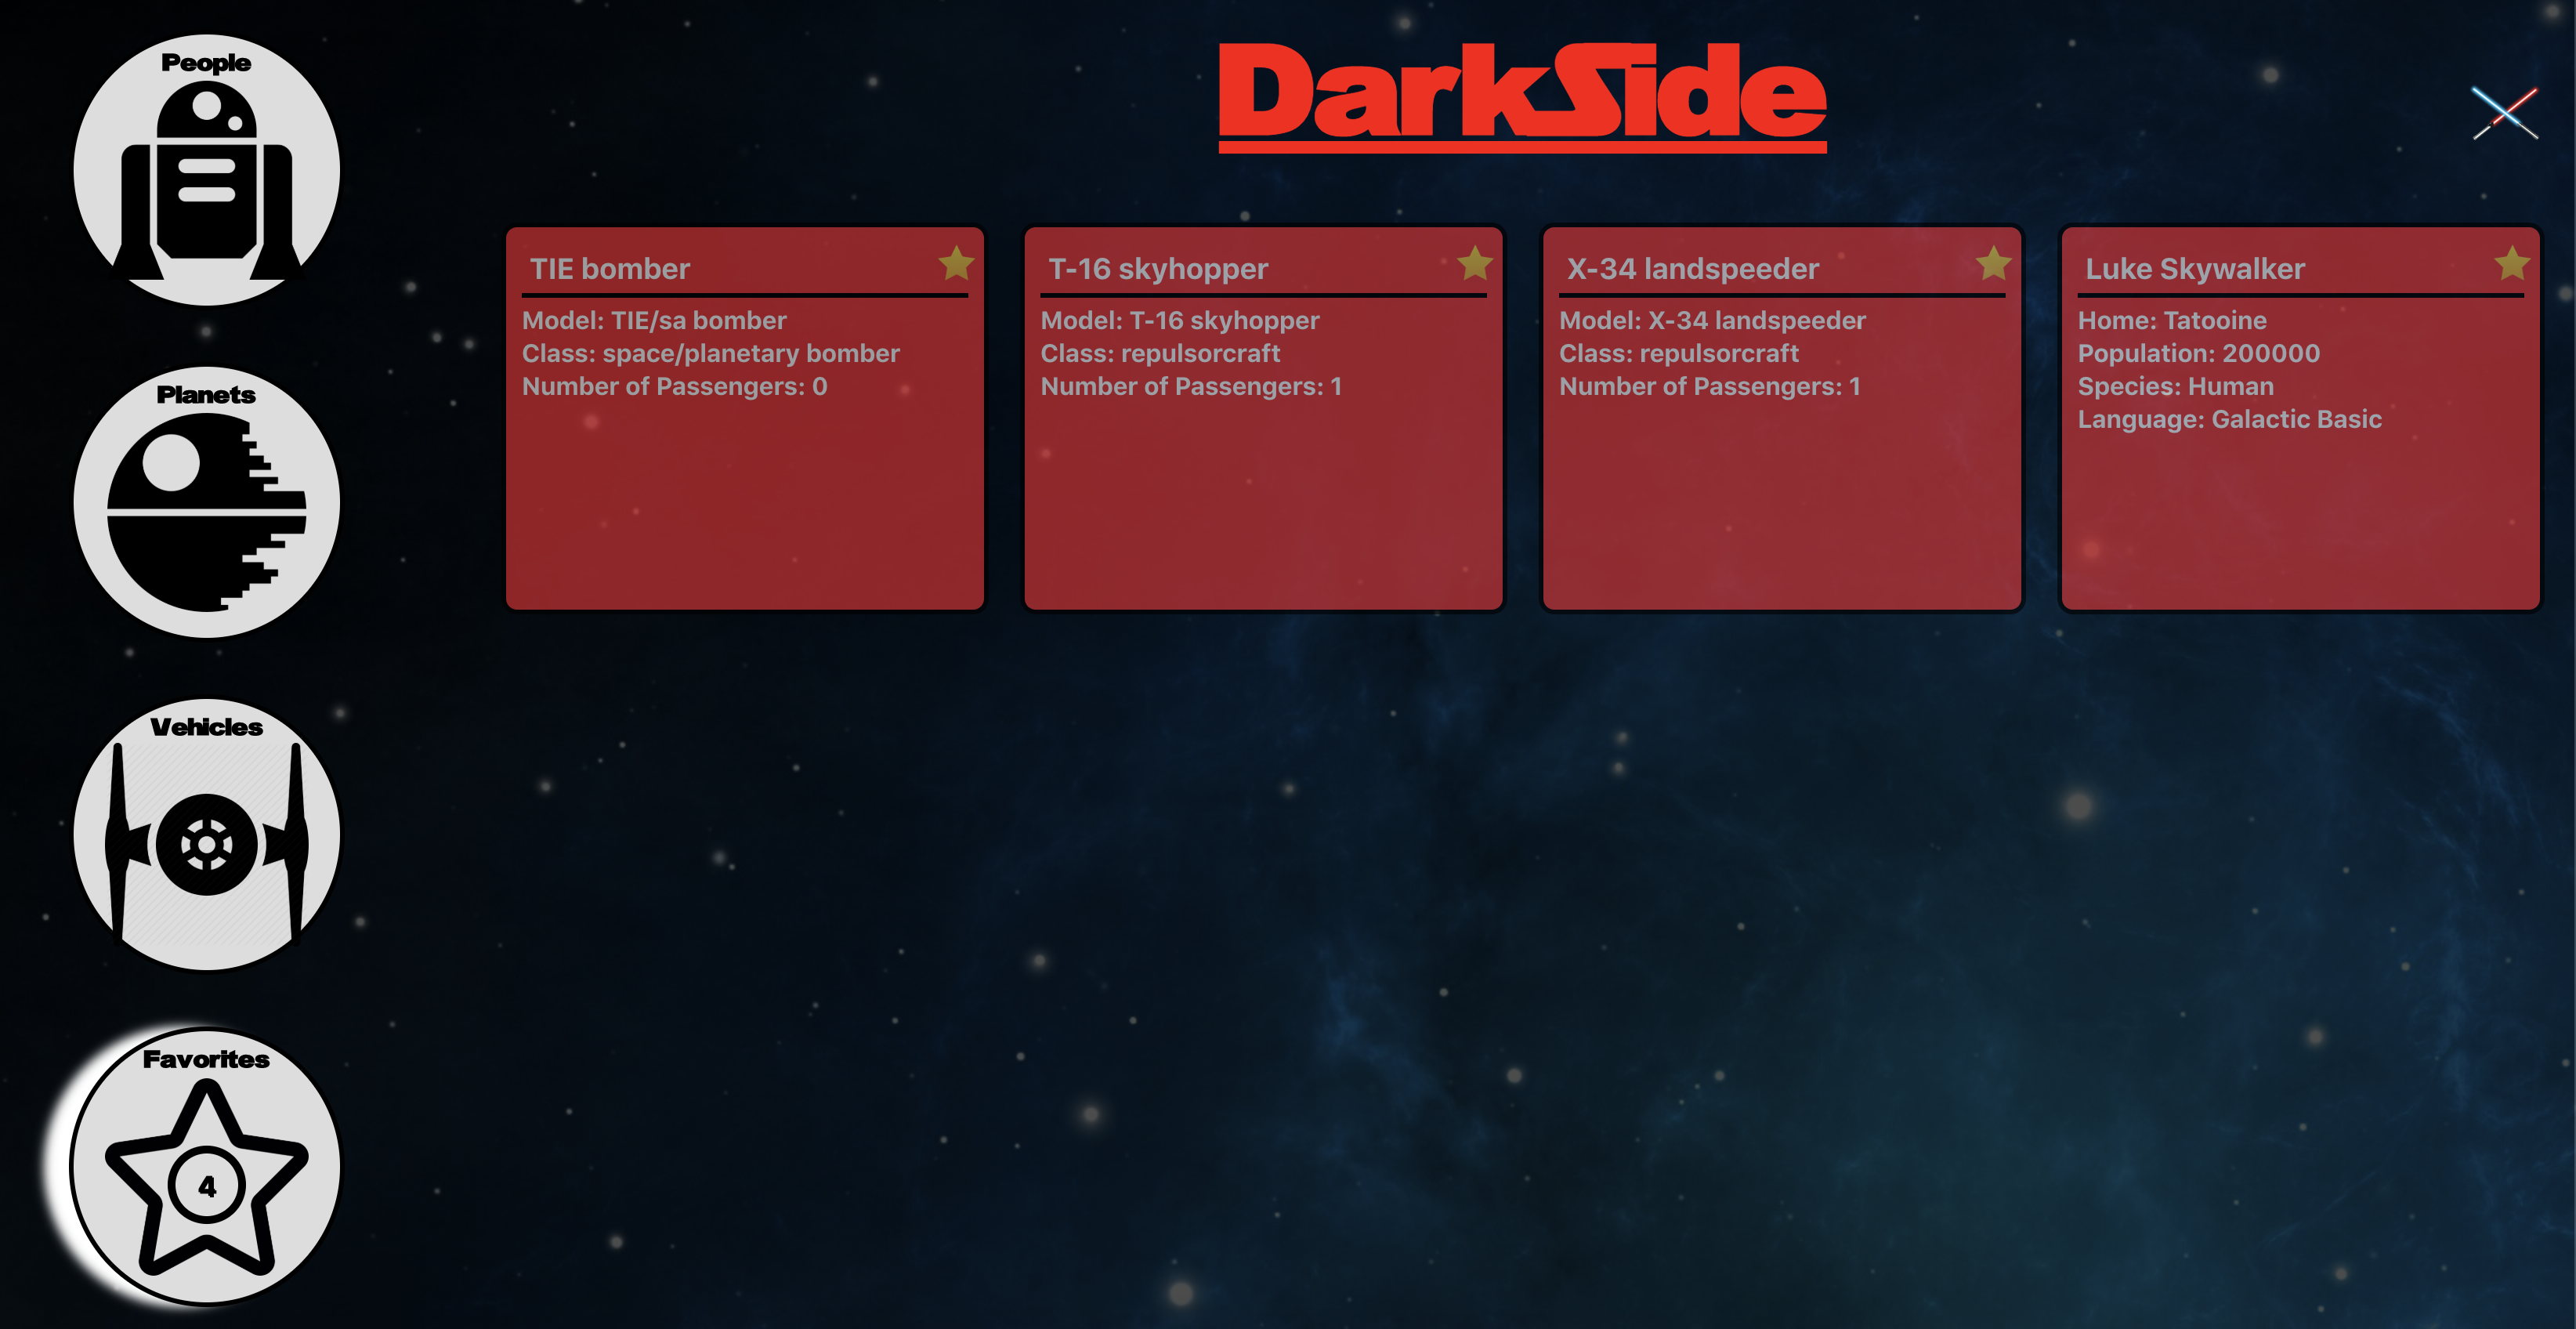 People
Planets
Vehicles
Favorites
4
DarkSide
TIE bomber
Model: TIE/sa bomber
Class: space/planetary bomber
Number of Passengers: 0
T-16 skyhopper
Model: T-16 skyhopper
Class: repulsorcraft
Number of Passengers: 1
X-34 landspeeder
Model: X-34 landspeeder
Class: repulsorcraft
Number of Passengers: 1
Luke Skywalker
Home: Tatooine
Population: 200000
Species: Human
Language: Galactic Basic